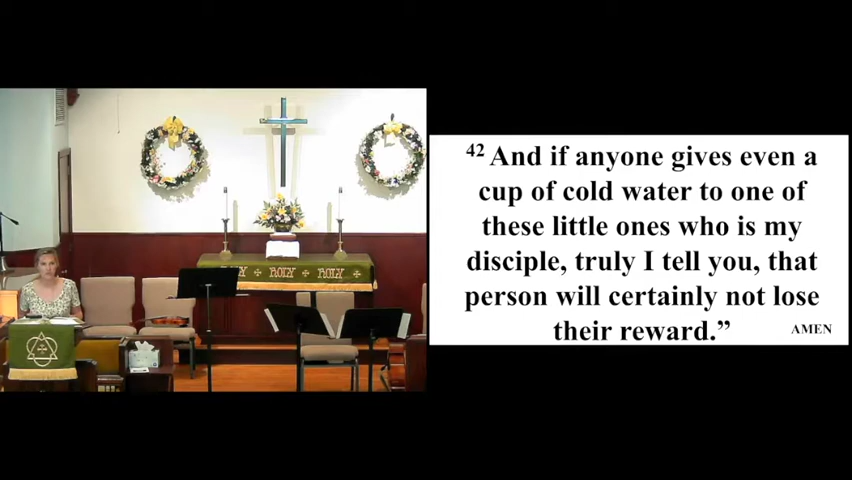 HOLY HOLY HOLY
42 And if anyone gives even a
cup of cold water to one of
these little ones who is my
disciple, truly I tell you, that
person will certainly not lose
their reward.”
AMEN